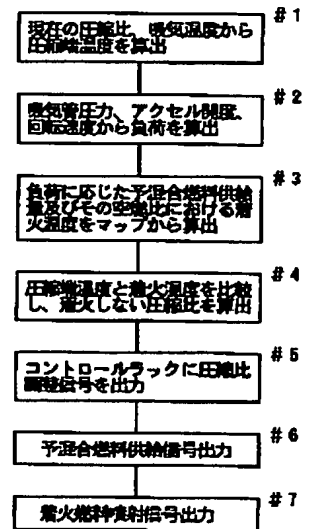 #1
現在の圧縮比、吸気温度から
圧縮端温度を算出
#2
吸気管圧力、アクセル開度、
回転速度から負荷を算出
#3
負荷に応じた予混合燃料供給
量及びその空燃比における着
火温度をマップから算出
#4
圧縮端温度と着火温度を比較
し、着火しない圧縮比を算出
#5
コントロールラックに圧縮比
調整信号を出力
#6
予混合燃料供給信号出力
#7
着火燃料噴射信号出力